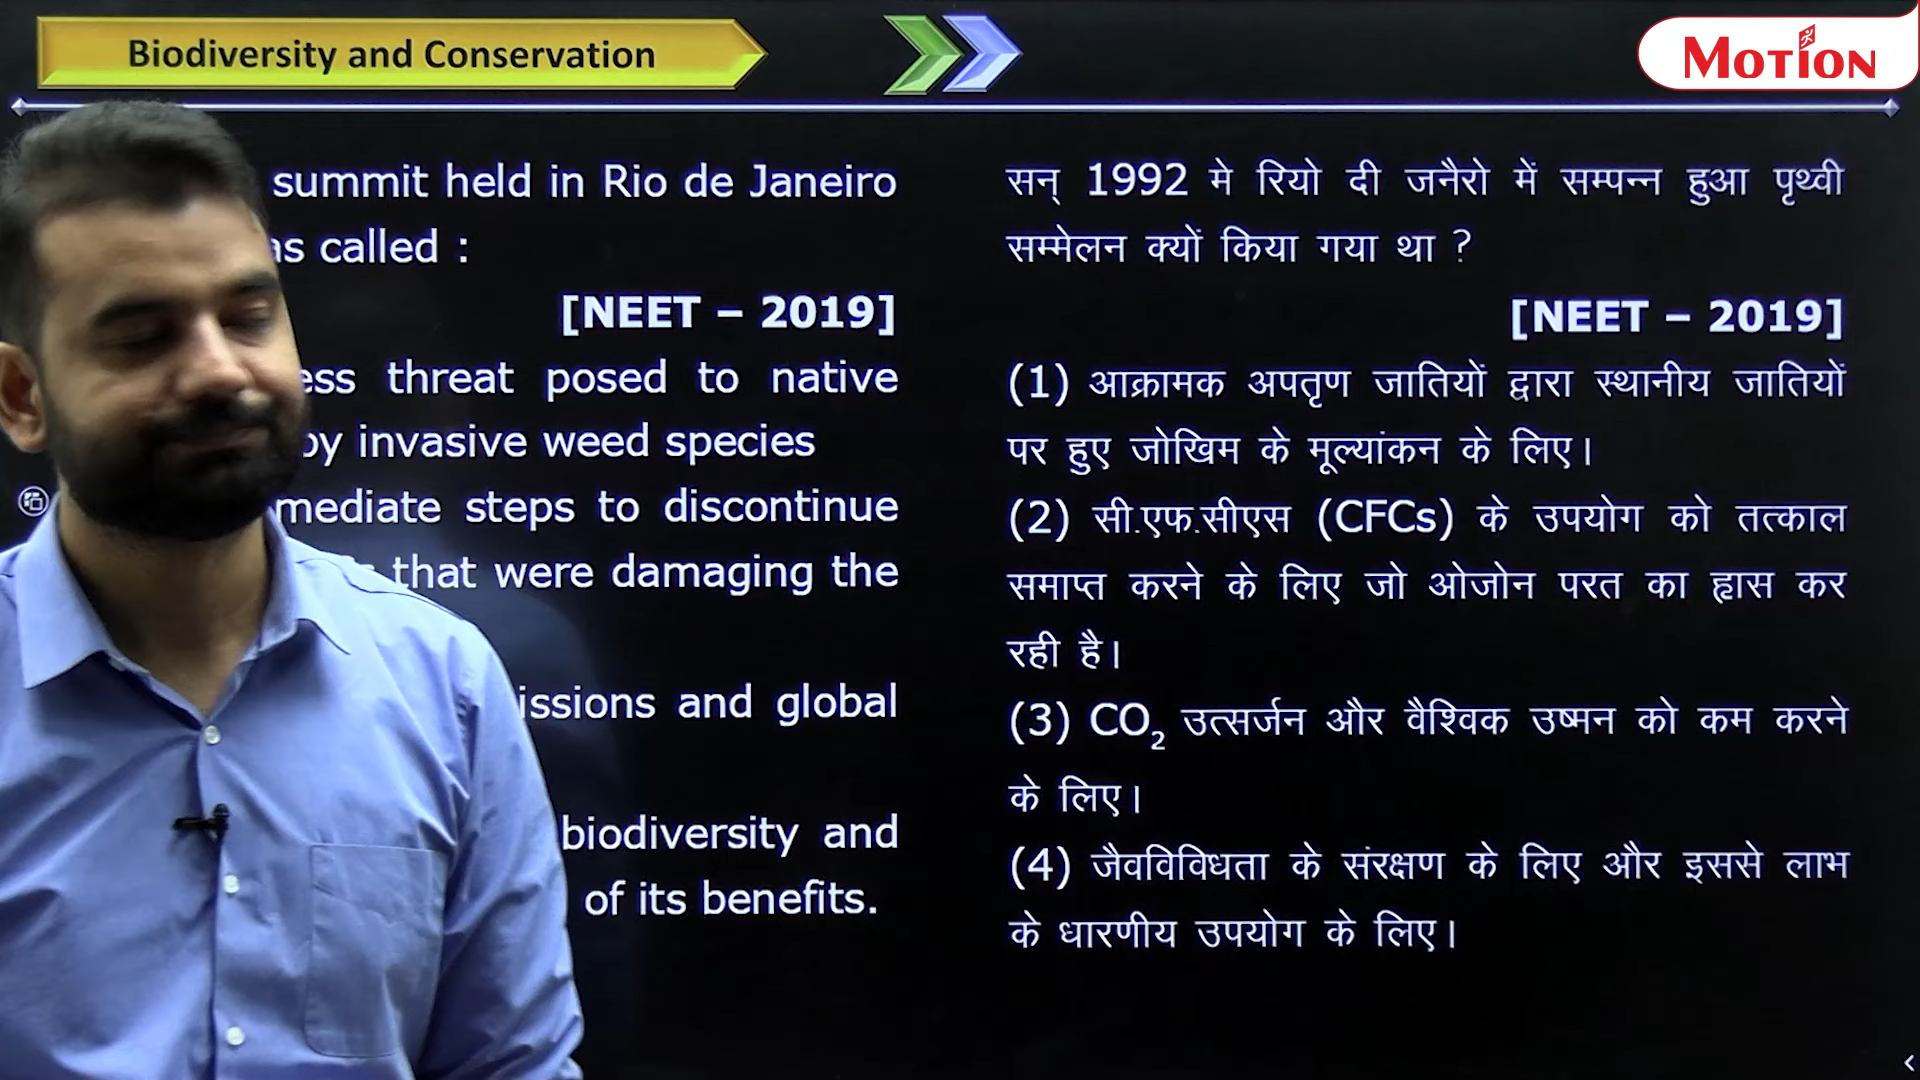 Biodiversity and Conservation
MOTION
summit held in Rio de Janeiro
as called :
[NEET – 2019]
threat posed to native
by invasive weed species
steps to discontinue
that were damaging the
and global
biodiversity and
of its benefits.
सन् 1992 मे रियो दी जनैरो में सम्पन्न हुआ पृथ्वी
सम्मेलन क्यों किया गया था ?
[NEET – 2019]
(1) आक्रामक अपतृण जातियों द्वारा स्थानीय जातियों
पर हुए जोखिम के मूल्यांकन के लिए।
(2) सी.एफ.सीएस (CFCs) के उपयोग को तत्काल
समाप्त करने के लिए जो ओजोन परत का ह्रास कर
रही है।
(3) CO₂ उत्सर्जन और वैश्विक उष्मन को कम करने
के लिए।
(4) जैवविविधता के संरक्षण के लिए और इससे लाभ
के धारणीय उपयोग के लिए।